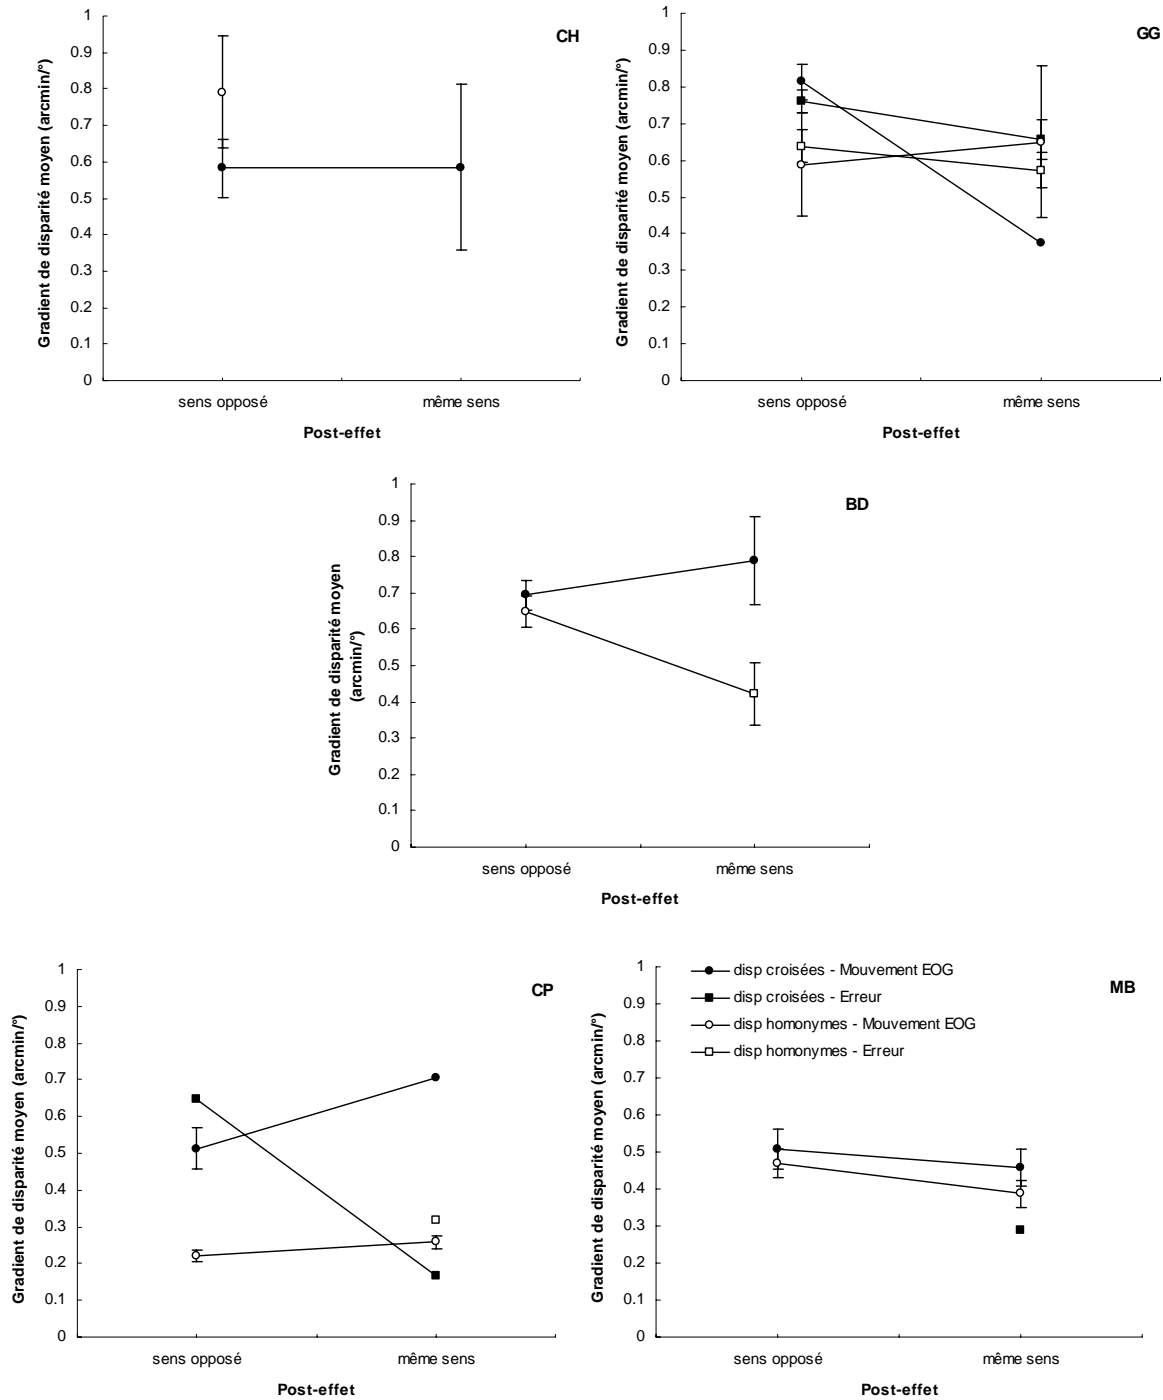 CH
Gradient de disparité moyen (arcmin/°)
1
0.9
0.8
0.7
0.6
0.5
0.4
0.3
0.2
0.1
0
sens opposé même sens
Post-effet
GG
Gradient de disparité moyen (arcmin/°)
1
0.9
0.8
0.7
0.6
0.5
0.4
0.3
0.2
0.1
0
sens opposé même sens
Post-effet
BD
Gradient de disparité moyen
(arcmin/°)
1
0.9
0.8
0.7
0.6
0.5
0.4
0.3
0.2
0.1
0
sens opposé même sens
Post-effet
CP
Gradient de disparité moyen (arcmin/°)
1
0.9
0.8
0.7
0.6
0.5
0.4
0.3
0.2
0.1
0
sens opposé même sens
Post-effet
MB
disp croisées - Mouvement EOG
disp croisées - Erreur
disp homonymes - Mouvement EOG
disp homonymes - Erreur
Gradient de disparité moyen (arcmin/°)
1
0.9
0.8
0.7
0.6
0.5
0.4
0.3
0.2
0.1
0
sens opposé même sens
Post-effet